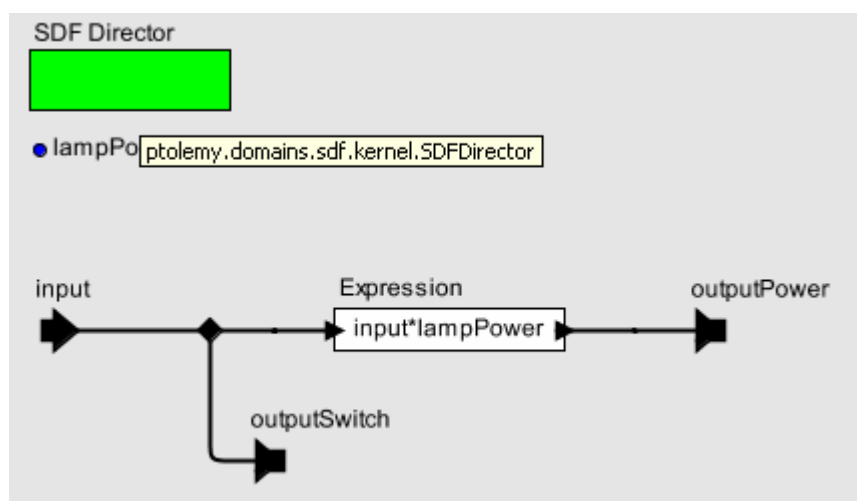 SDF Director
lampPo
ptolemy.domains.sdf.kernel.SDFDirector
input
Expression
outputPower
input*lampPower
outputSwitch